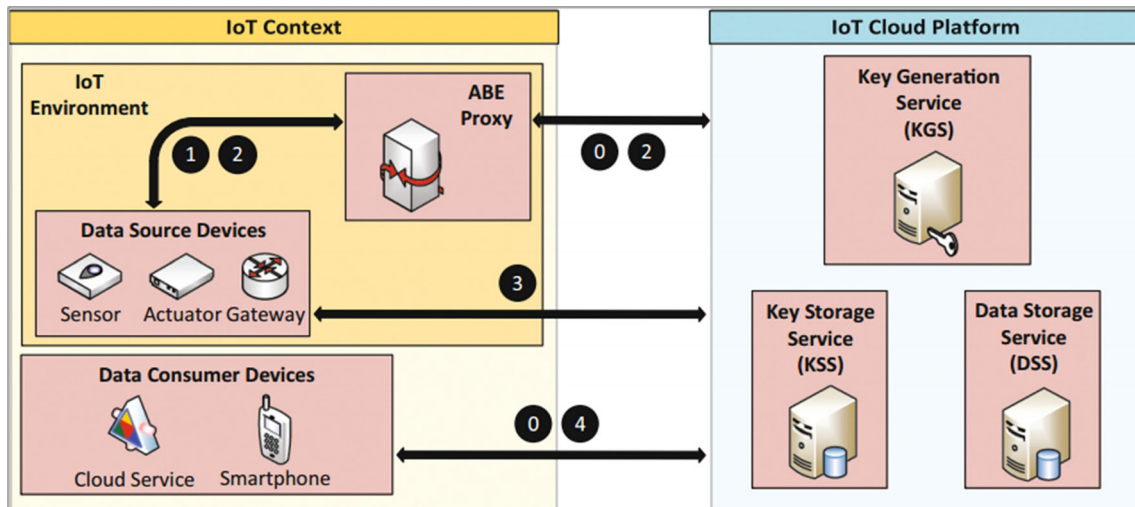 IoT Context
IoT
Environment
ABE
Proxy
1 2
Data Source Devices
Sensor Actuator Gateway
3
Data Consumer Devices
Cloud Service Smartphone
0 2
0 4
IoT Cloud Platform
Key Generation
Service
(KGS)
Key Storage
Service
(KSS)
Data Storage
Service
(DSS)